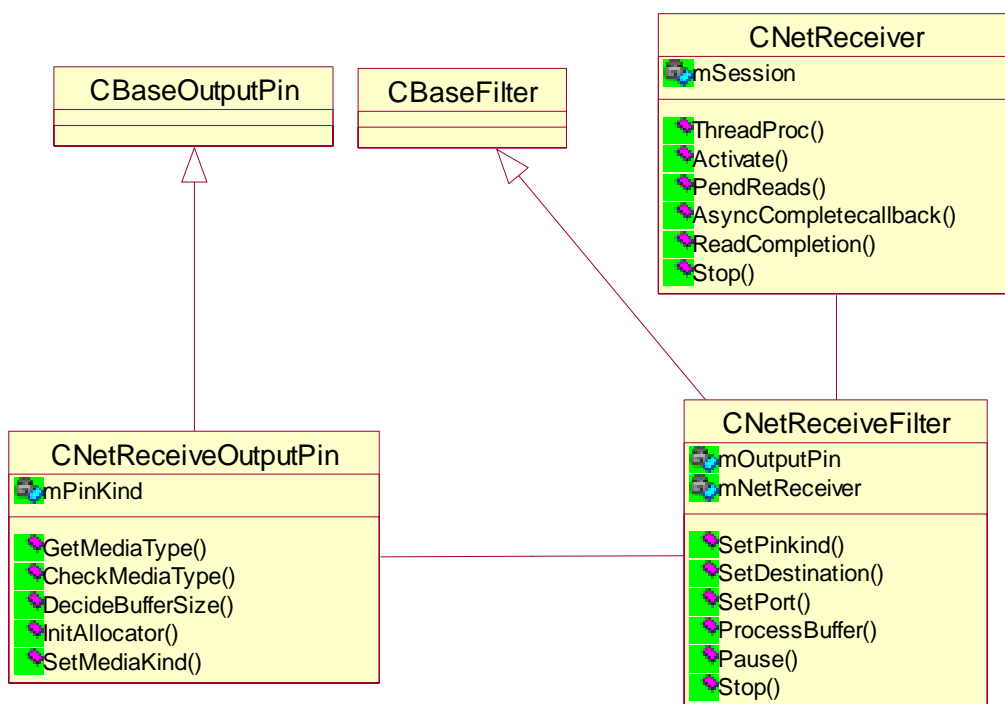 CBaseOutputPin
CBaseFilter
CNetReceiver
mSession
ThreadProc()
Activate()
PendReads()
AsyncCompletecallback()
ReadCompletion()
Stop()
CNetReceiveOutputPin
mPinKind
GetMediaType()
CheckMediaType()
DecideBufferSize()
InitAllocator()
SetMediaKind()
CNetReceiveFilter
mOutputPin
mNetReceiver
SetPinkind()
SetDestination()
SetPort()
ProcessBuffer()
Pause()
Stop()